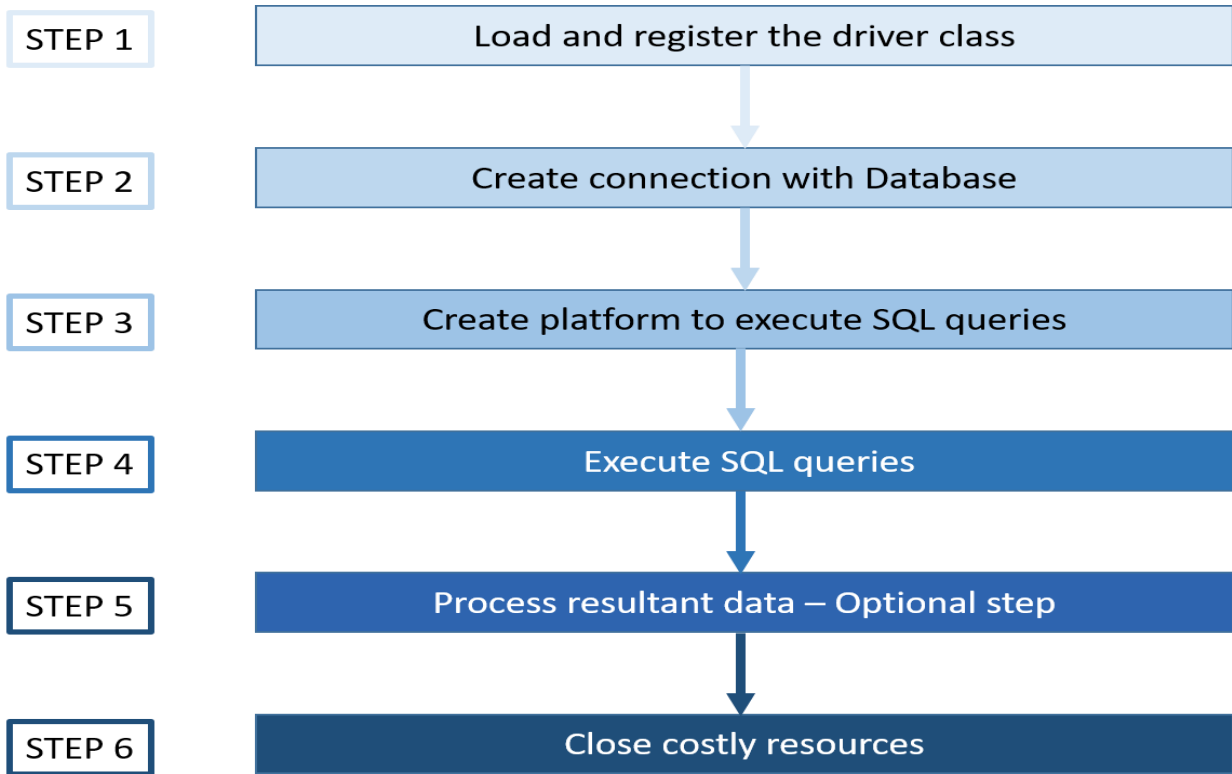 STEP 1
Load and register the driver class
STEP 2
Create connection with Database
STEP 3
Create platform to execute SQL queries
STEP 4
Execute SQL queries
STEP 5
Process resultant data – Optional step
STEP 6
Close costly resources